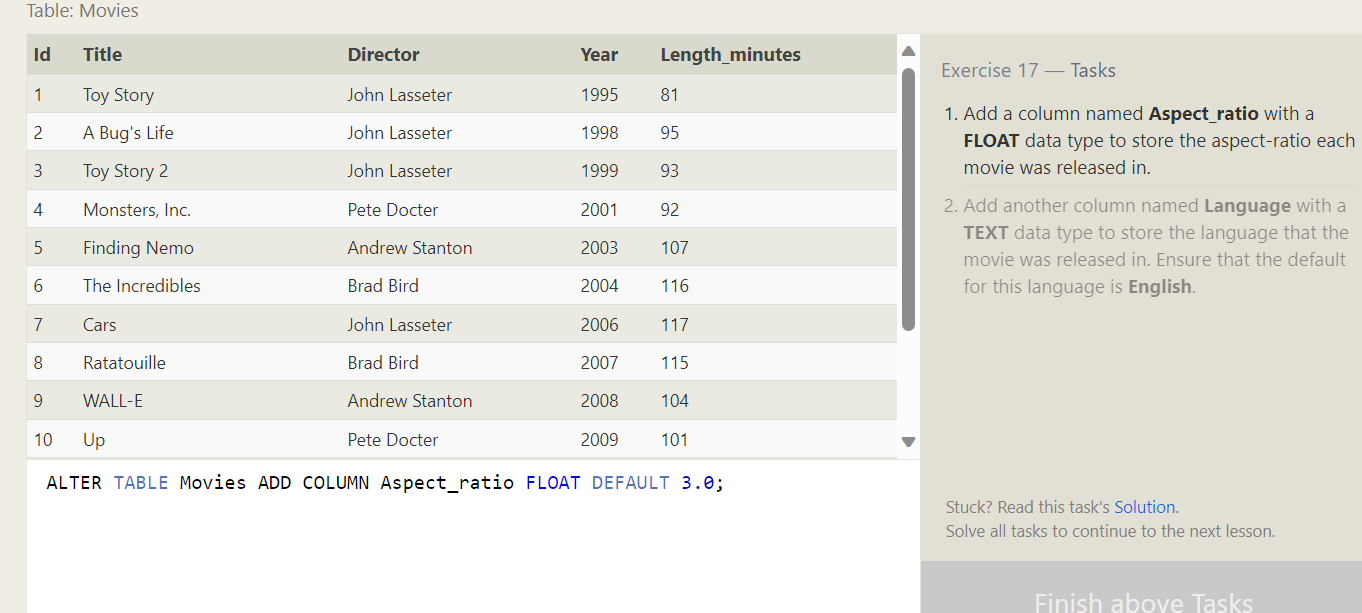 Table: Movies
Id Title Director Year Length_minutes
1 Toy Story John Lasseter 1995 81
2 A Bug's Life John Lasseter 1998 95
3 Toy Story 2 John Lasseter 1999 93
4 Monsters, Inc. Pete Docter 2001 92
5 Finding Nemo Andrew Stanton 2003 107
6 The Incredibles Brad Bird 2004 116
7 Cars John Lasseter 2006 117
8 Ratatouille Brad Bird 2007 115
9 WALL-E Andrew Stanton 2008 104
10 Up Pete Docter 2009 101
ALTER TABLE Movies ADD COLUMN Aspect_ratio FLOAT DEFAULT 3.0;
Exercise 17 — Tasks
1. Add a column named Aspect_ratio with a
FLOAT data type to store the aspect-ratio each
movie was released in.
2. Add another column named Language with a
TEXT data type to store the language that the
movie was released in. Ensure that the default
for this language is English.
Stuck? Read this task's Solution.
Solve all tasks to continue to the next lesson.
Finish above Tasks